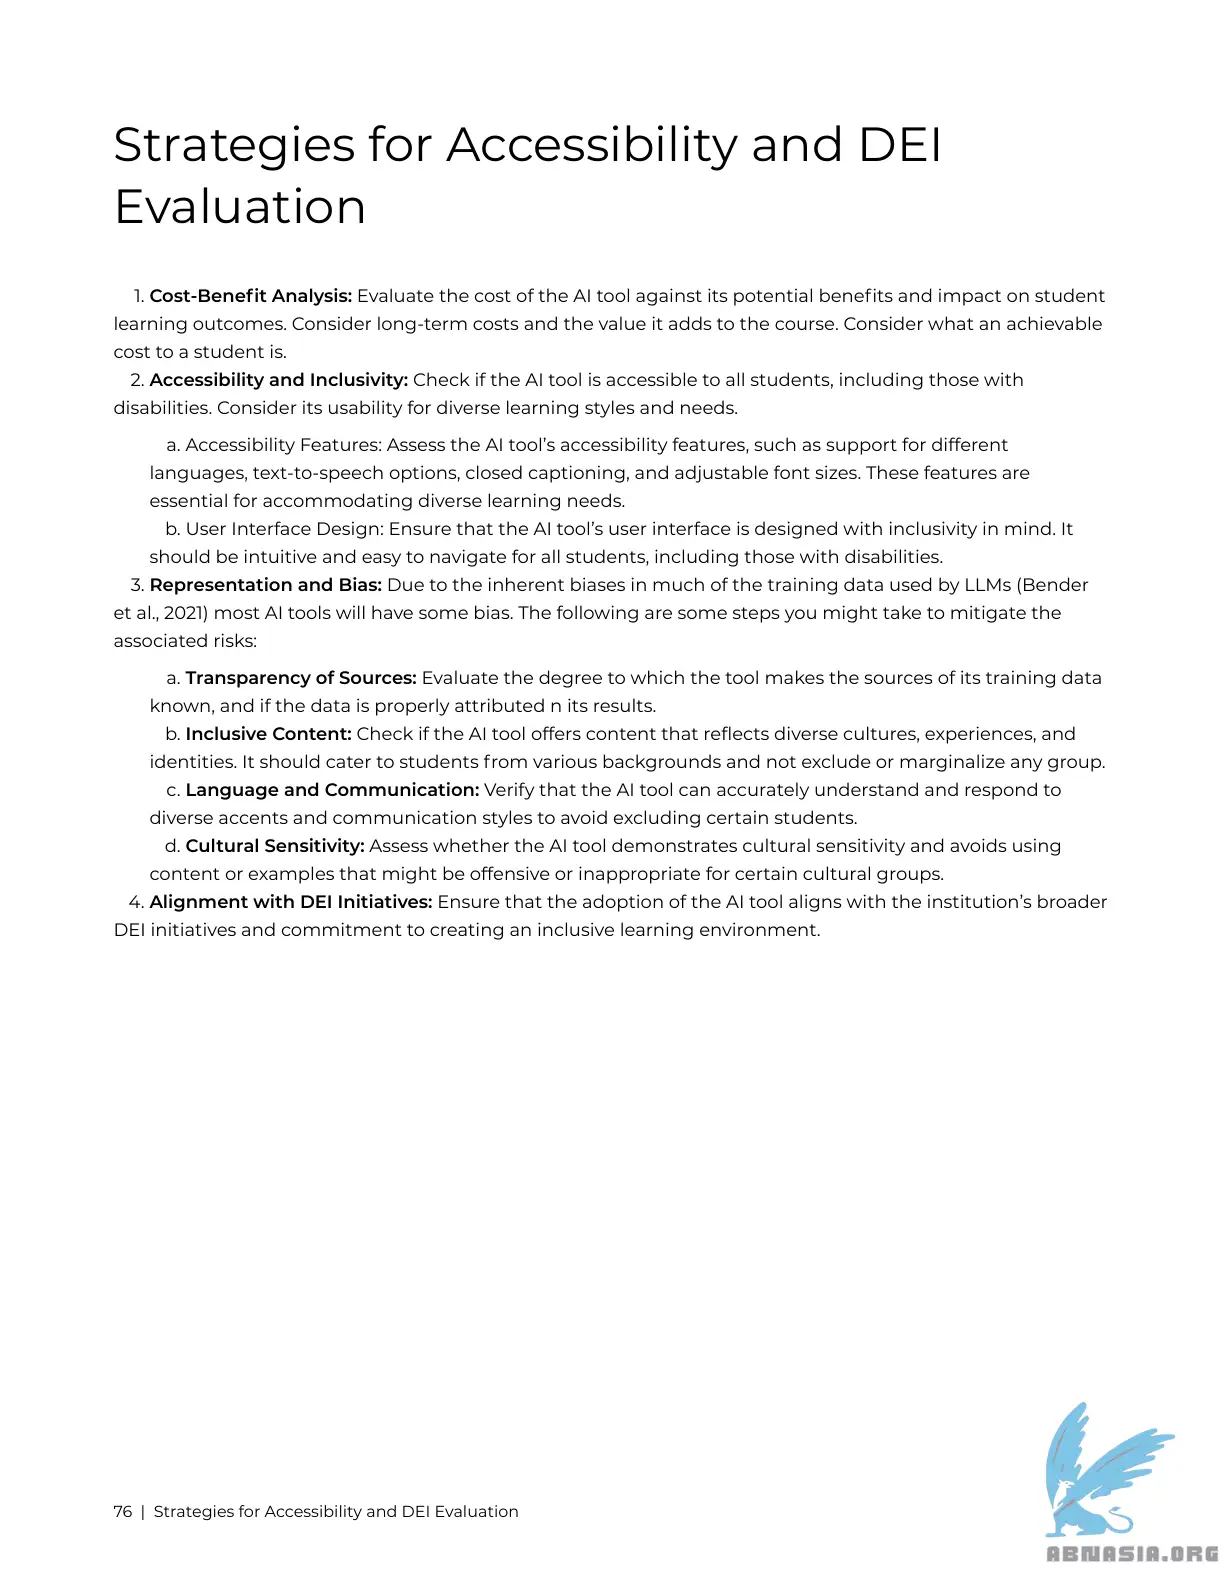 Strategies for Accessibility and DEI
Evaluation
1. Cost-Benefit Analysis: Evaluate the cost of the AI tool against its potential benefits and impact on student
learning outcomes. Consider long-term costs and the value it adds to the course. Consider what an achievable
cost to a student is.
2. Accessibility and Inclusivity: Check if the AI tool is accessible to all students, including those with
disabilities. Consider its usability for diverse learning styles and needs.
a. Accessibility Features: Assess the AI tool’s accessibility features, such as support for different
languages, text-to-speech options, closed captioning, and adjustable font sizes. These features are
essential for accommodating diverse learning needs.
b. User Interface Design: Ensure that the AI tool’s user interface is designed with inclusivity in mind. It
should be intuitive and easy to navigate for all students, including those with disabilities.
3. Representation and Bias: Due to the inherent biases in much of the training data used by LLMs (Bender
et al., 2021) most AI tools will have some bias. The following are some steps you might take to mitigate the
associated risks:
a. Transparency of Sources: Evaluate the degree to which the tool makes the sources of its training data
known, and if the data is properly attributed n its results.
b. Inclusive Content: Check if the AI tool offers content that reflects diverse cultures, experiences, and
identities. It should cater to students from various backgrounds and not exclude or marginalize any group.
c. Language and Communication: Verify that the AI tool can accurately understand and respond to
diverse accents and communication styles to avoid excluding certain students.
d. Cultural Sensitivity: Assess whether the AI tool demonstrates cultural sensitivity and avoids using
content or examples that might be offensive or inappropriate for certain cultural groups.
4. Alignment with DEI Initiatives: Ensure that the adoption of the AI tool aligns with the institution’s broader
DEI initiatives and commitment to creating an inclusive learning environment.
76 | Strategies for Accessibility and DEI Evaluation
ABNASIA.ORG